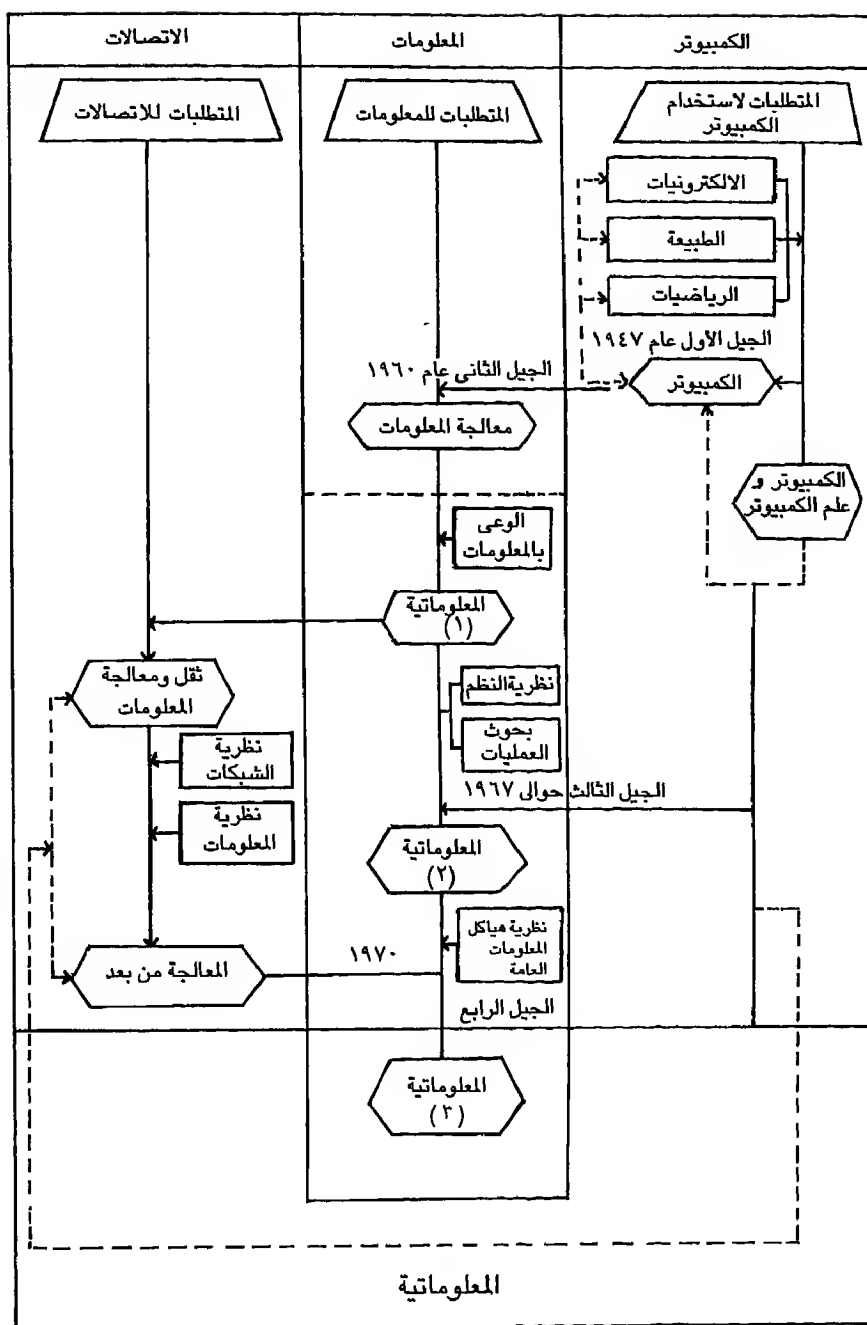 الكمبيوتر
المعلومات
الاتصالات
المتطلبات لاستخدام
الكمبيوتر
المتطلبات للمعلومات
المتطلبات للاتصالات
الالكترونيات
الطبيعة
الرياضيات
الجيل الأول عام ١٩٤٧
الكمبيوتر
الجيل الثانى عام ١٩٦٠
معالجة المعلومات
الكمبيوتر و
علم الكمبيوتر
الوعى
بالمعلومات
المعلوماتية
(١)
نقل ومعالجة
المعلومات
نظرية النظم
بحوث
العمليات
نظرية
الشبكات
الجيل الثالث حوالى ١٩٦٧
نظرية
المعلومات
المعلوماتية
(٢)
نظرية هياكل
المعلومات
العامة
١٩٧٠
المعالجة من بعد
الجيل الرابع
المعلوماتية
(٣)
المعلوماتية